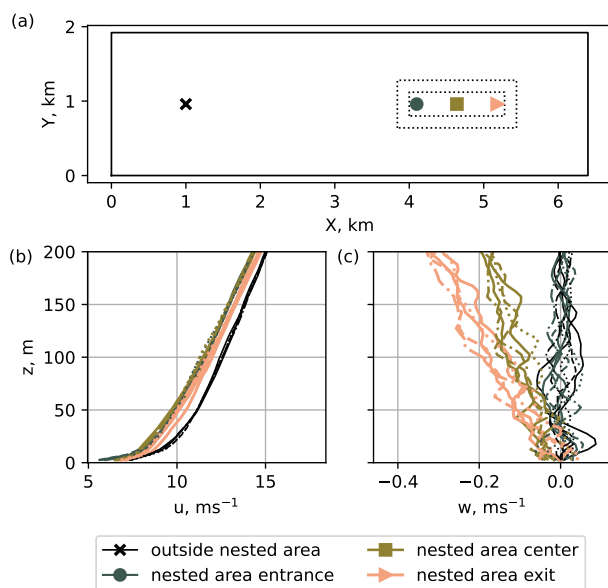 (a)
2
1
0
Y, km
0 1 2 3 4 5 6
X, km
(b)
200
150
100
50
0
z, m
5 10 15
u, ms⁻¹
(c)
−0.4 −0.2 0.0
w, ms⁻¹
outside nested area
nested area entrance
nested area center
nested area exit